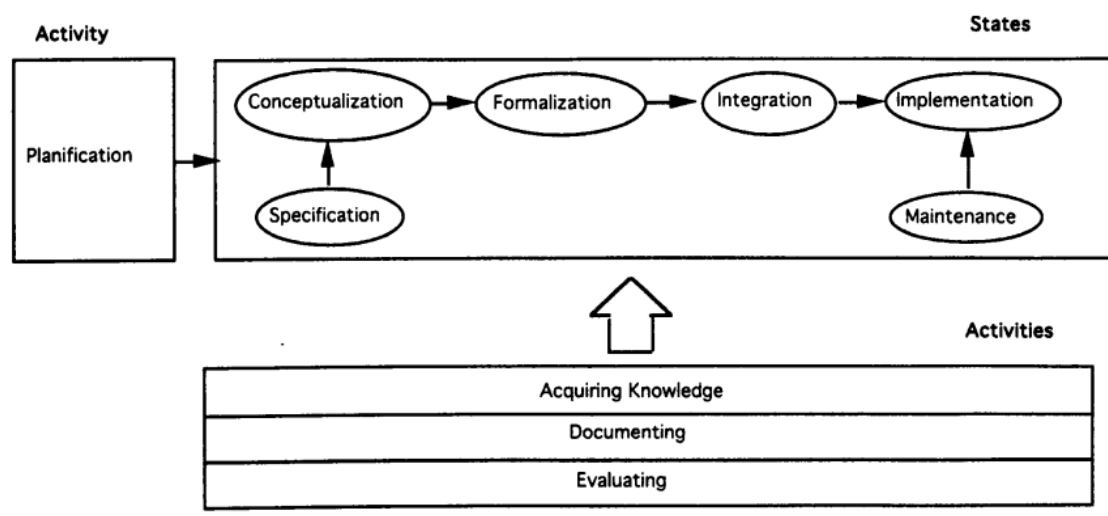 Activity
States
Conceptualization
Formalization
Integration
Implementation
Planification
Specification
Maintenance
Activities
Acquiring Knowledge
Documenting
Evaluating